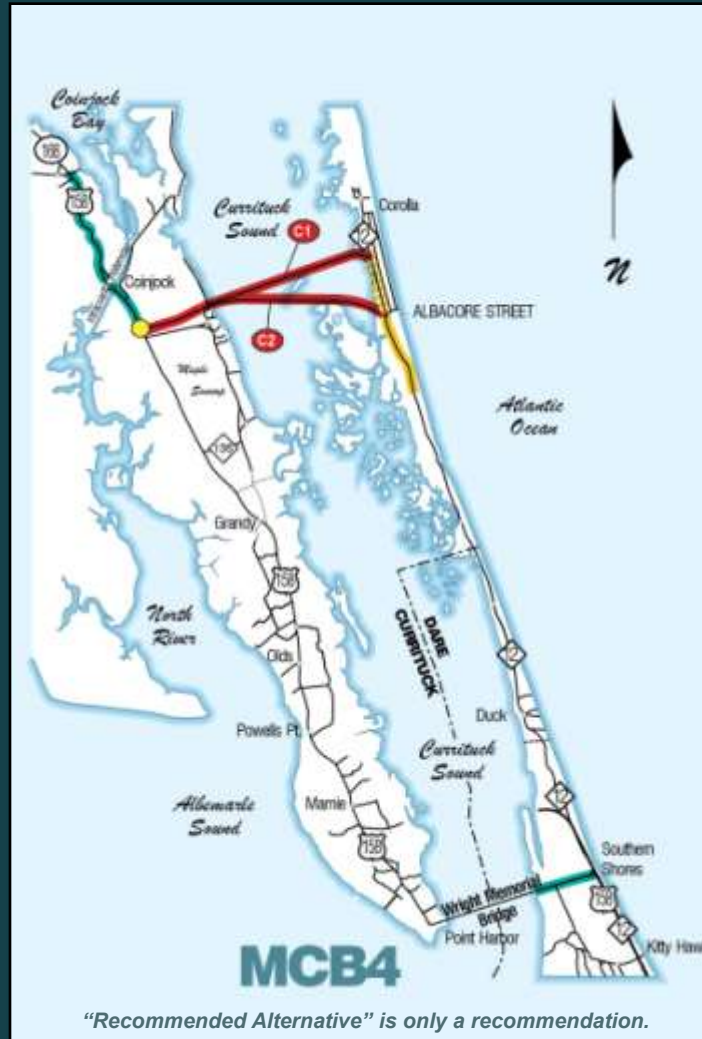 Coinjock
Bay
168
158
Currituck
Sound
C1
12
Corolla
Coinjock
C2
ALBACORE STREET
N
Maple
Swamp
Atlantic
Ocean
136
Grandy
158
North
River
DARE
CURRITUCK
Olds
12
Duck
Powells Pt.
Currituck
Sound
Albemarle
Sound
Mamie
12
158
Southern
Shores
Wright Memorial
Bridge
158
Point Harbor
12
Kitty Haw
MCB4
"Recommended Alternative" is only a recommendation.